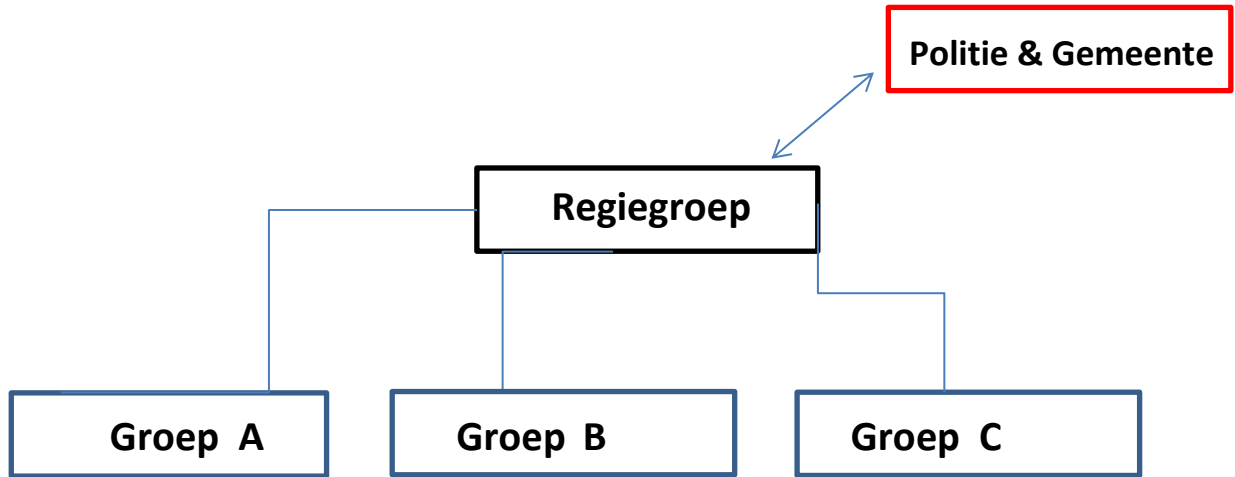 Politie & Gemeente
Regiegroep
Groep A
Groep B
Groep C